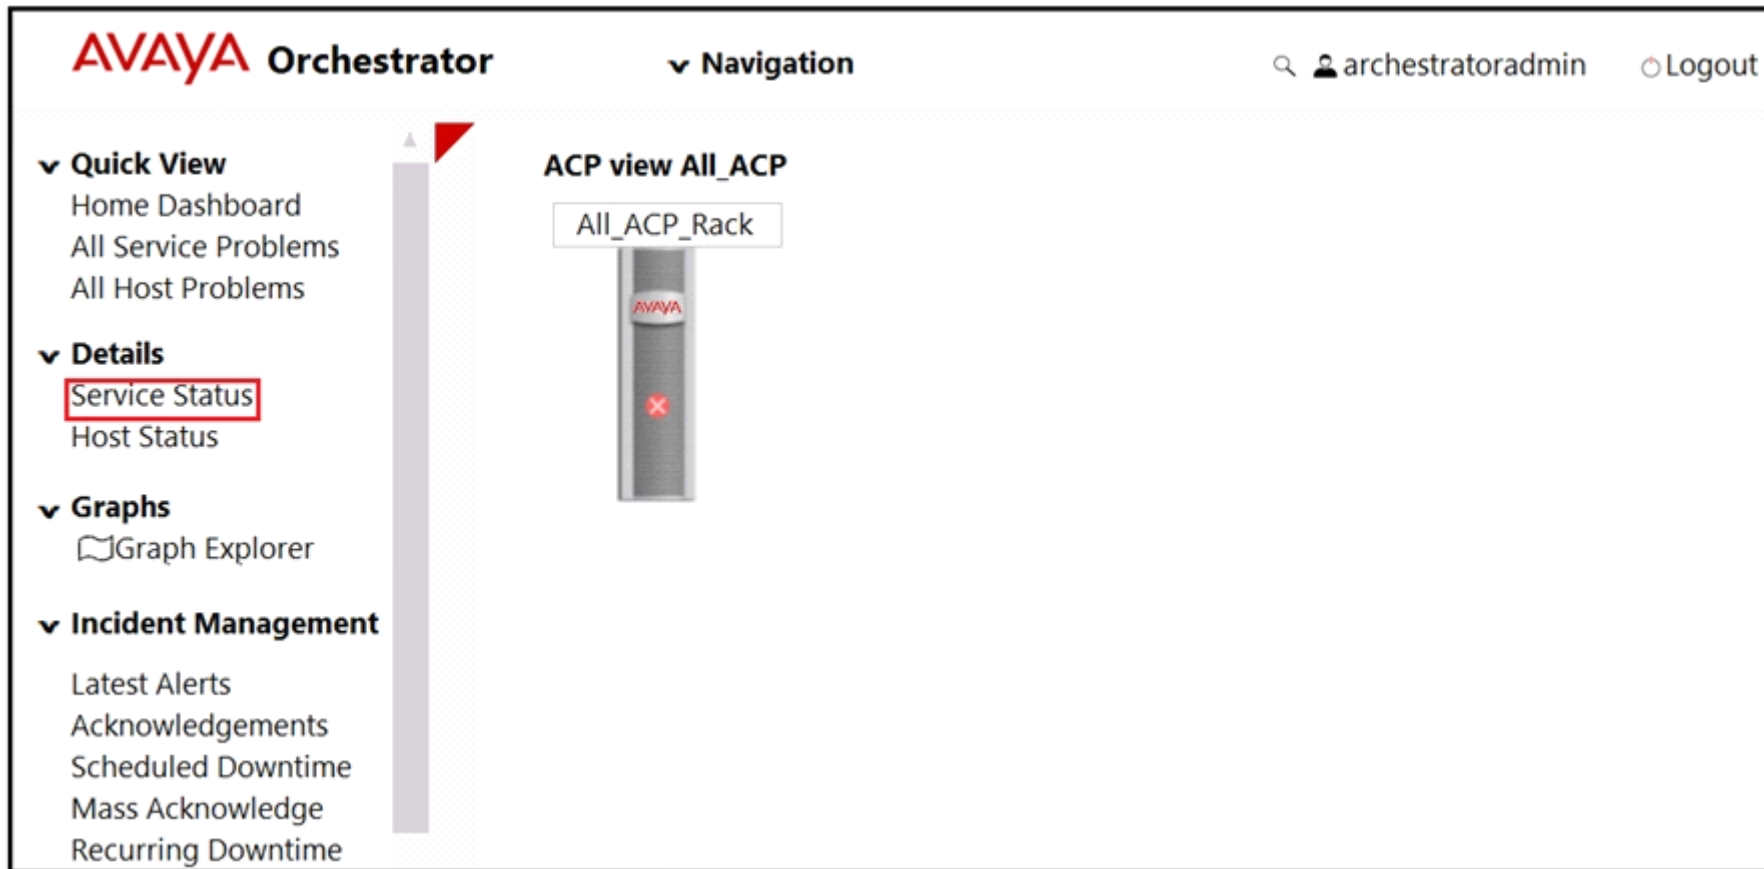 AVAYA Orchestrator
Navigation
archestratoradmin
Logout
Quick View
Home Dashboard
All Service Problems
All Host Problems
Details
Service Status
Host Status
Graphs
Graph Explorer
Incident Management
Latest Alerts
Acknowledgements
Scheduled Downtime
Mass Acknowledge
Recurring Downtime
ACP view All_ACP
All_ACP_Rack
AVAYA